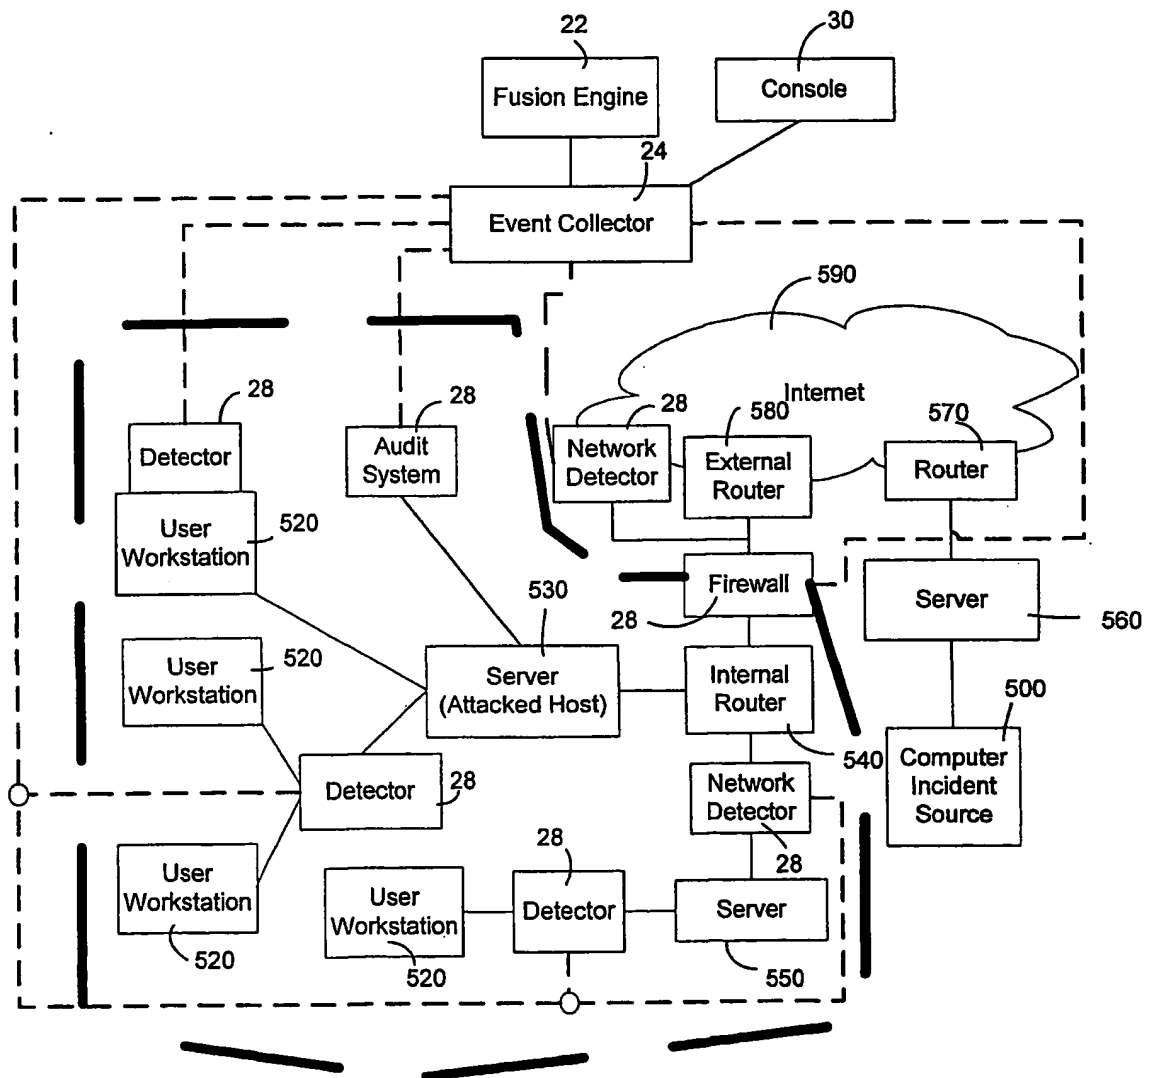 22
30
Fusion Engine
Console
24
Event Collector
590
Internet
28
28
28
580
570
Detector
Audit
System
Network
Detector
External
Router
Router
User
Workstation
520
530
Firewall
28
Server
560
User
Workstation
520
Server
(Attacked Host)
Internal
Router
540
500
Computer
Incident
Source
Detector
28
Network
Detector
28
User
Workstation
520
28
User
Workstation
520
Detector
Server
550